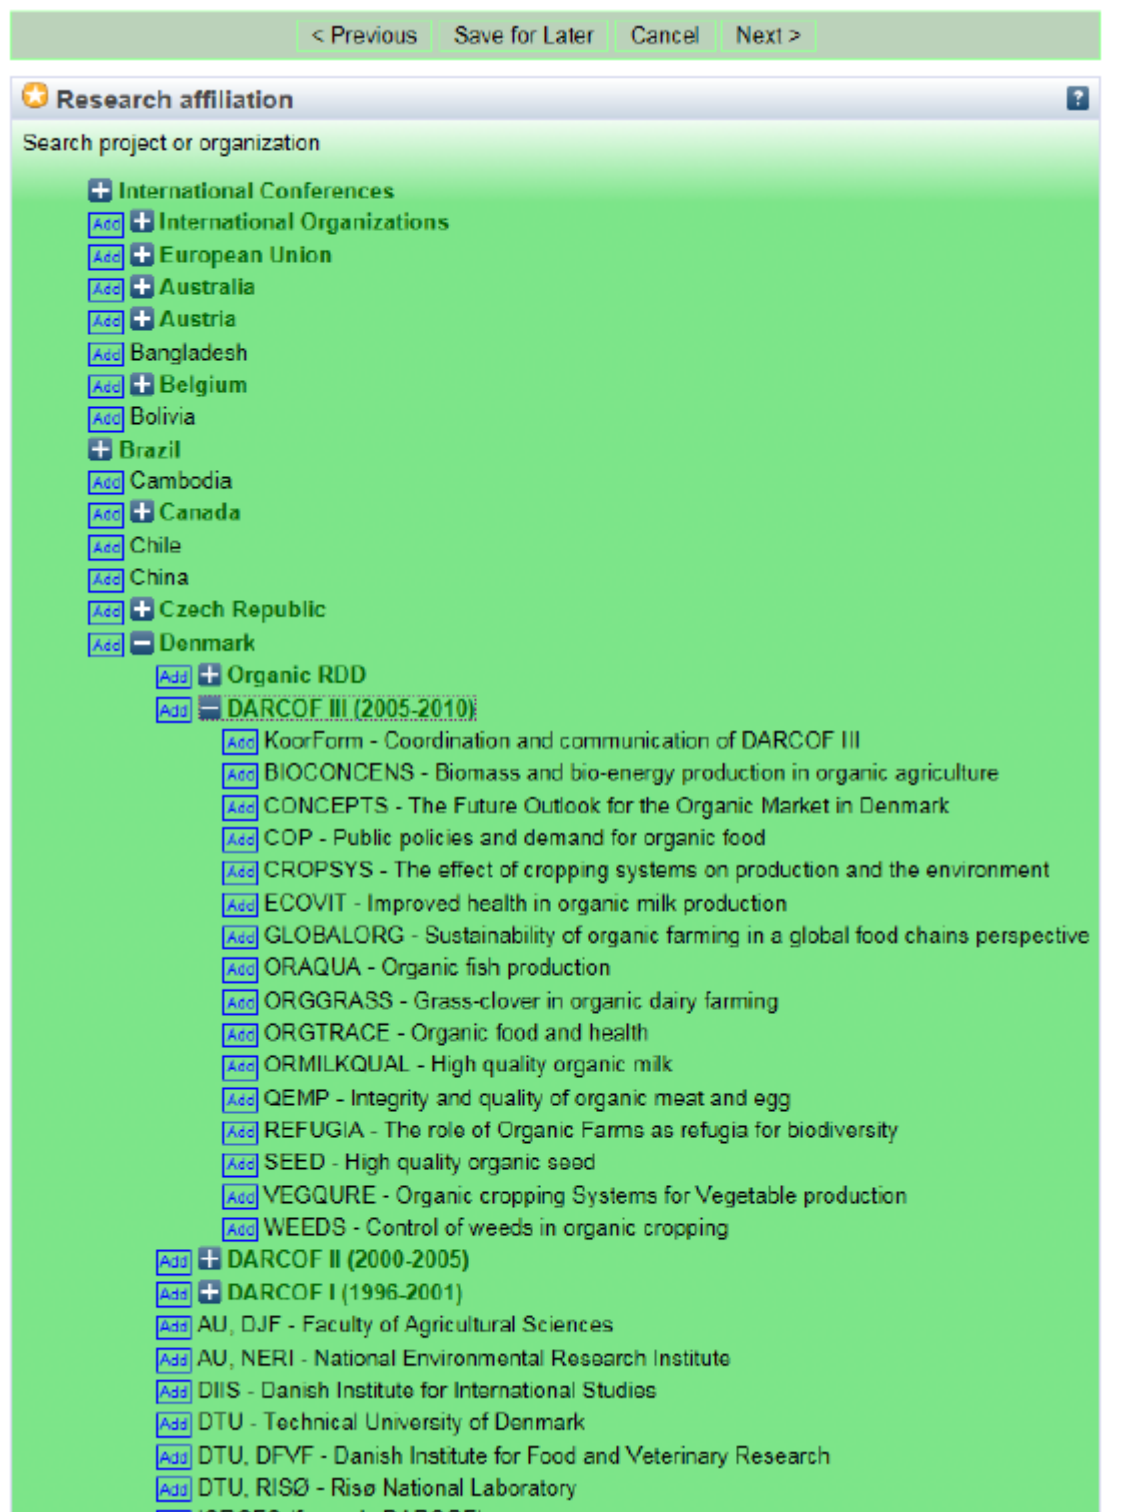 < Previous Save for Later Cancel Next >
Research affiliation ?
Search project or organization
International Conferences
Add International Organizations
Add European Union
Add Australia
Add Austria
Add Bangladesh
Add Belgium
Add Bolivia
Brazil
Add Cambodia
Add Canada
Add Chile
Add China
Add Czech Republic
Add Denmark
Add Organic RDD
Add DARCOF III (2005-2010)
Add KoorForm - Coordination and communication of DARCOF III
Add BIOCONCENS - Biomass and bio-energy production in organic agriculture
Add CONCEPTS - The Future Outlook for the Organic Market in Denmark
Add COP - Public policies and demand for organic food
Add CROPSYS - The effect of cropping systems on production and the environment
Add ECOVIT - Improved health in organic milk production
Add GLOBALORG - Sustainability of organic farming in a global food chains perspective
Add ORAQUA - Organic fish production
Add ORGGRASS - Grass-clover in organic dairy farming
Add ORGTRACE - Organic food and health
Add ORMILKQUAL - High quality organic milk
Add QEMP - Integrity and quality of organic meat and egg
Add REFUGIA - The role of Organic Farms as refugia for biodiversity
Add SEED - High quality organic seed
Add VEGQURE - Organic cropping Systems for Vegetable production
Add WEEDS - Control of weeds in organic cropping
Add DARCOF II (2000-2005)
Add DARCOF I (1996-2001)
Add AU, DJF - Faculty of Agricultural Sciences
Add AU, NERI - National Environmental Research Institute
Add DIIS - Danish Institute for International Studies
Add DTU - Technical University of Denmark
Add DTU, DFVF - Danish Institute for Food and Veterinary Research
Add DTU, RISØ - Risø National Laboratory